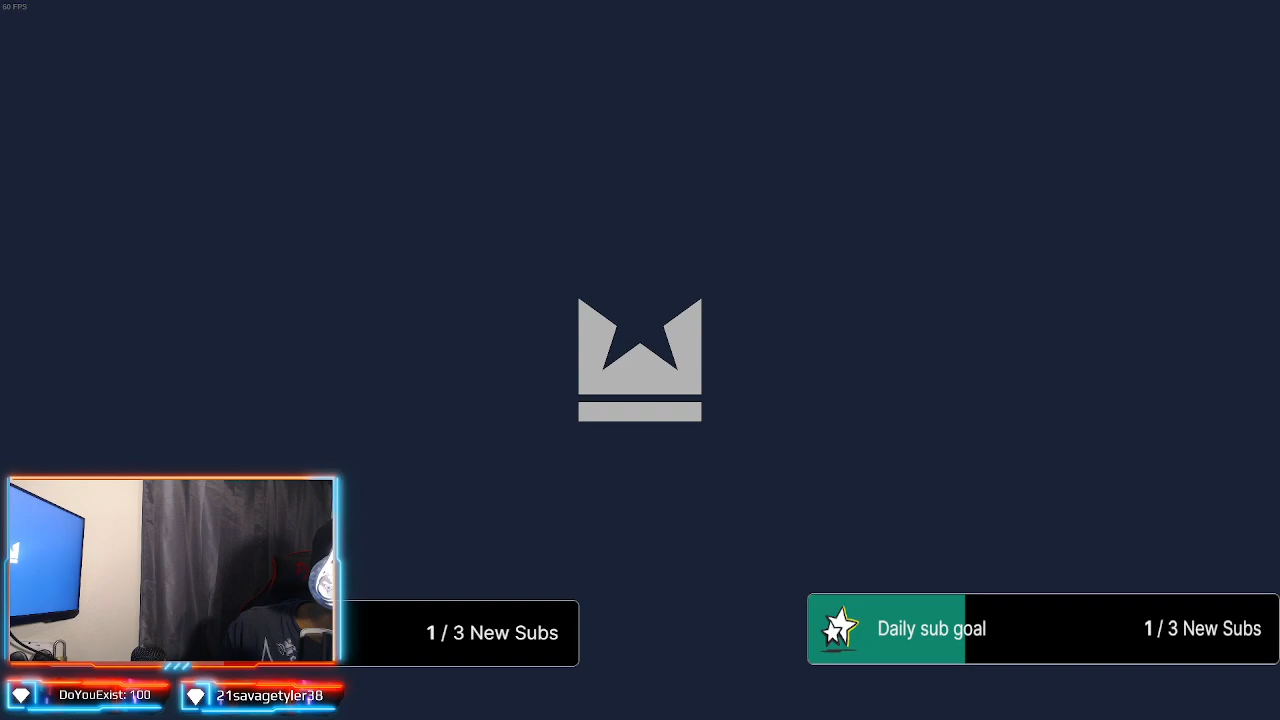 60 FPS
1 / 3 New Subs
Daily sub goal
1 / 3 New Subs
DoYouExist: 100
21savagetyler38